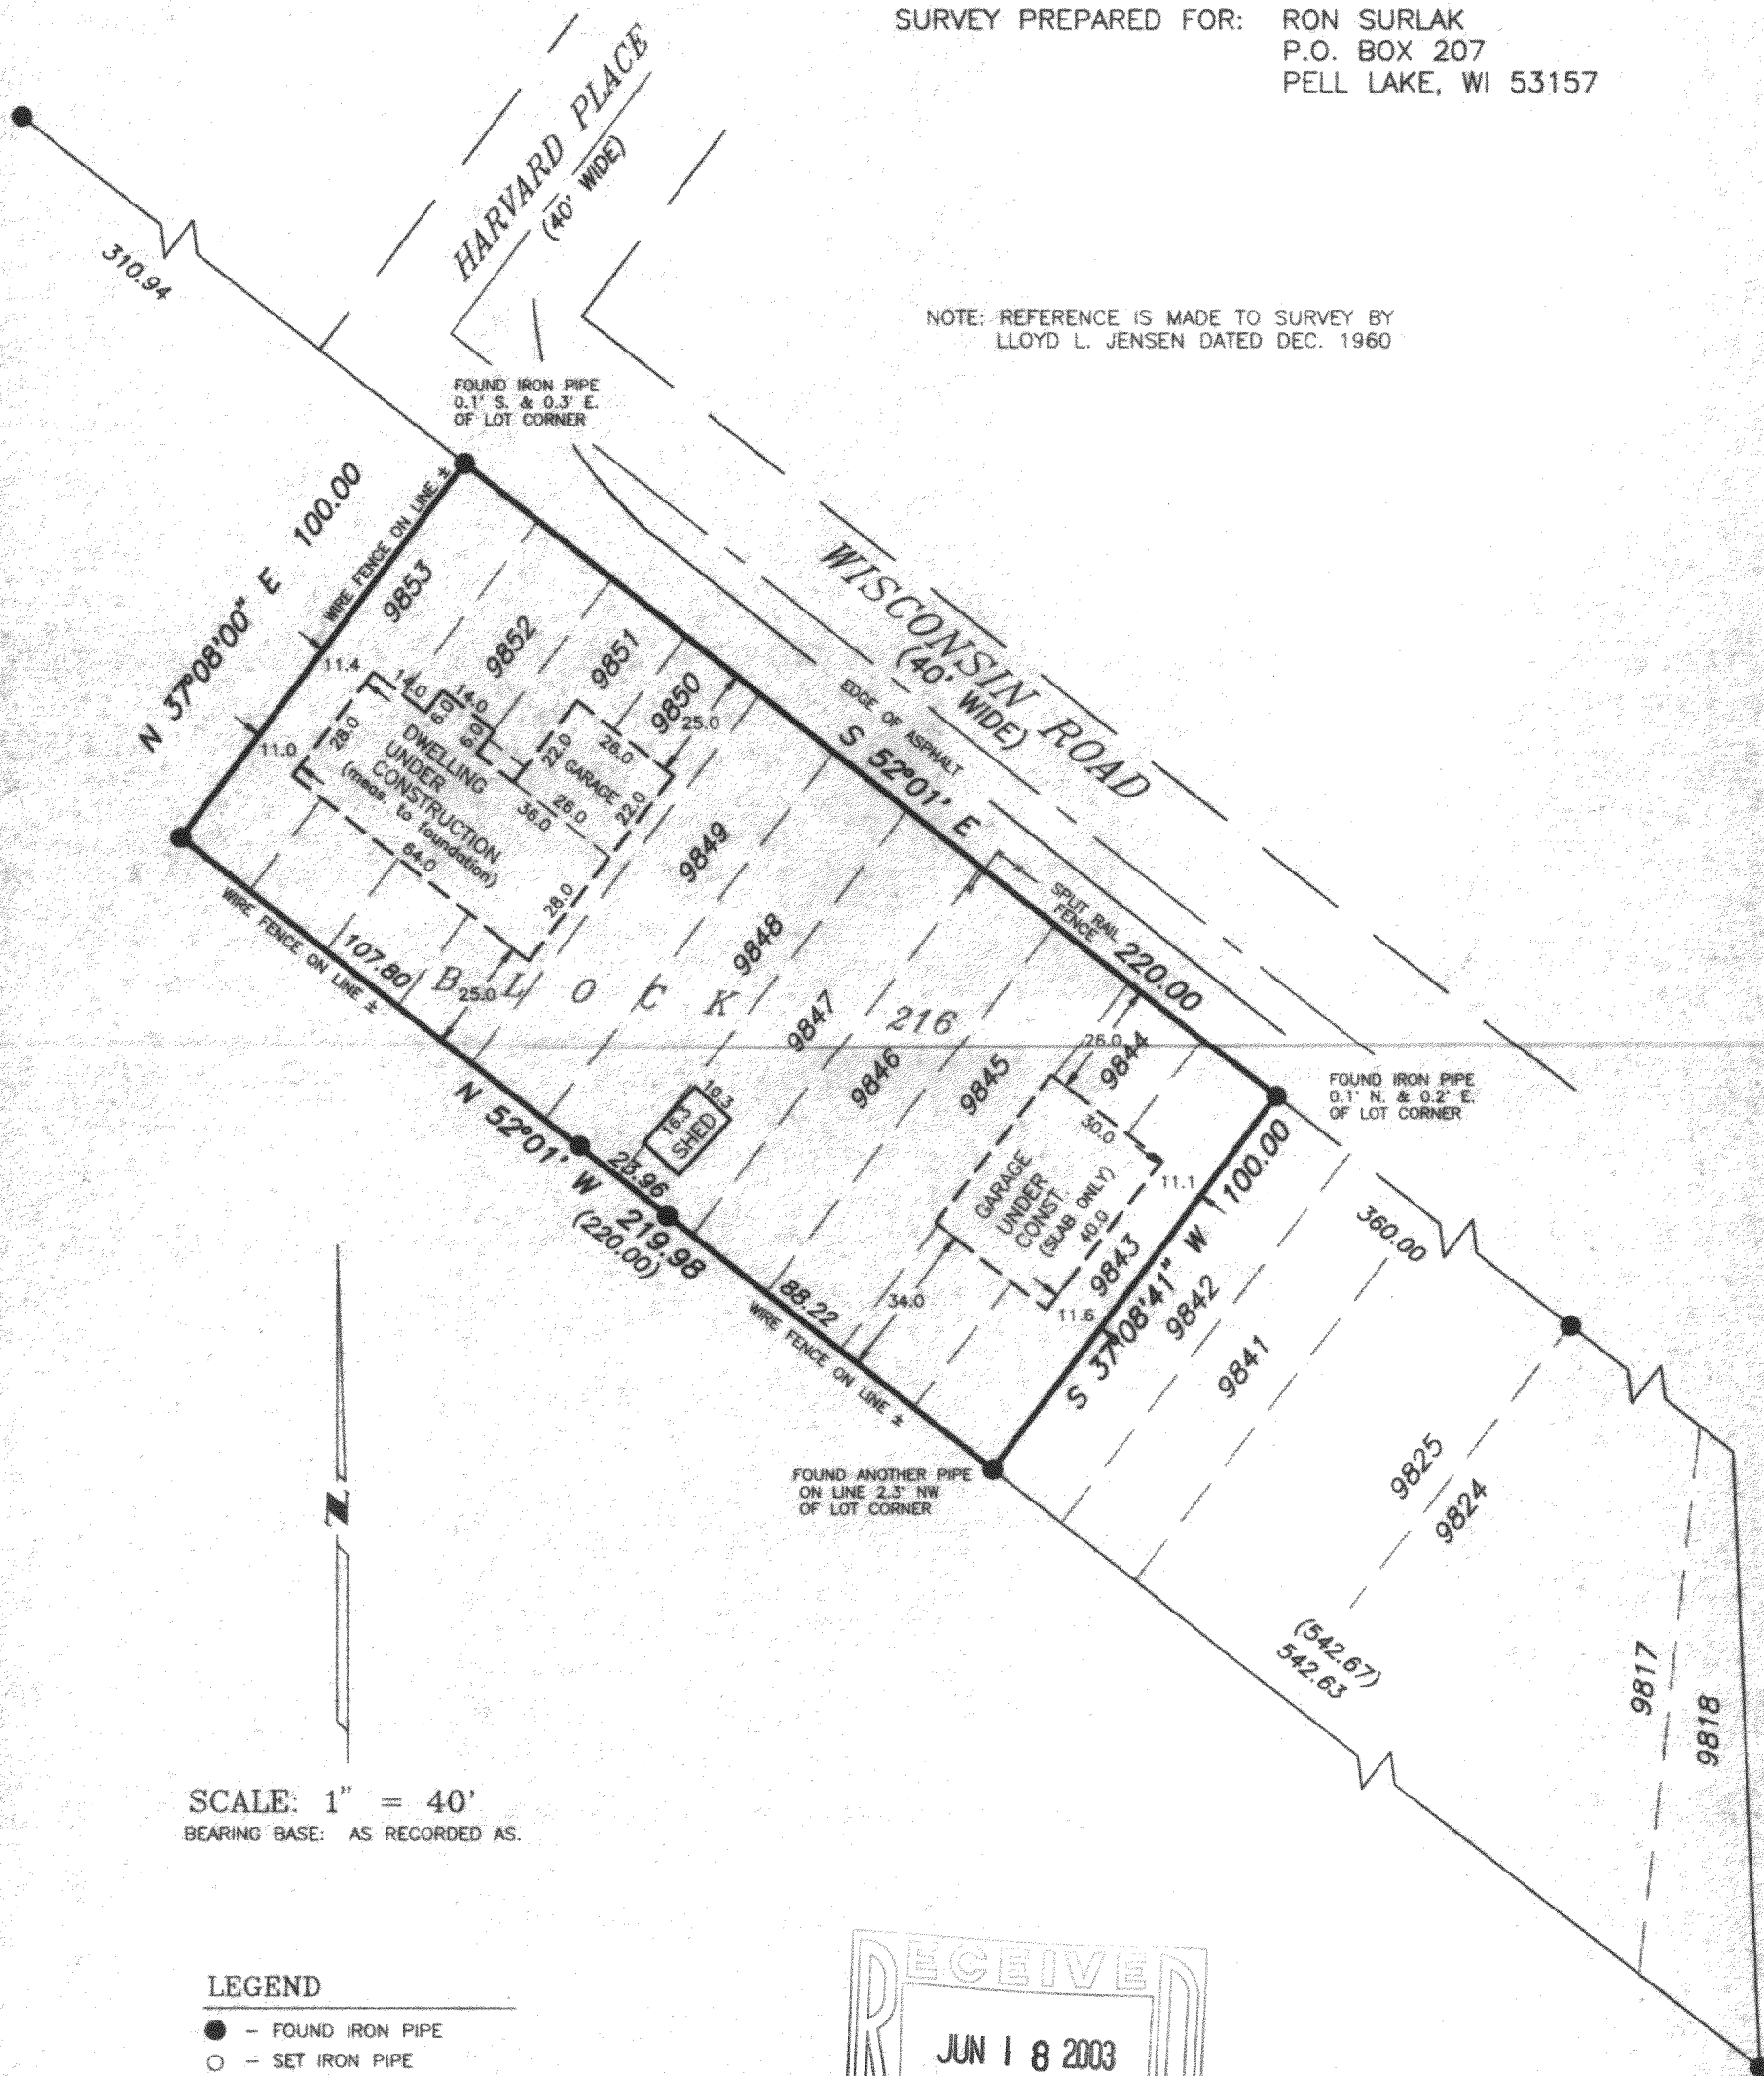 SURVEY PREPARED FOR: RON SURLAK
P.O. BOX 207
PELL LAKE, WI 53157
HARVARD PLACE
(40' WIDE)
310.94
NOTE: REFERENCE IS MADE TO SURVEY BY
LLOYD L. JENSEN DATED DEC. 1960
FOUND IRON PIPE
0.1' S. & 0.3' E.
OF LOT CORNER
N 37°08'00" E 100.00
WIRE FENCE ON LINE ±
WISCONSIN ROAD
(40' WIDE)
EDGE OF ASPHALT
S 52°01' E
220.00
SPLIT RAIL
FENCE
9853
9852
9851
9850
9849
9848
9847
9846
9845
9844
9843
9842
9841
11.4
11.0
14.0
6.0
14.0
6.0
28.0
DWELLING
UNDER
CONSTRUCTION
(meas. to foundation)
64.0
36.0
26.0
28.0
22.0
26.0
GARAGE
22.0
25.0
WIRE FENCE ON LINE ±
107.80
25.0
BLOCK 216
10.3
16.3
SHED
N 52°01' W 219.98
(220.00)
23.96
88.22
WIRE FENCE ON LINE ±
26.0
30.0
GARAGE
UNDER
CONST.
(SLAB ONLY)
40.0
11.1
11.6
34.0
S 37°08'41" W 100.00
FOUND IRON PIPE
0.1' N. & 0.2' E.
OF LOT CORNER
360.00
FOUND ANOTHER PIPE
ON LINE 2.3' NW
OF LOT CORNER
9825
9824
(542.67)
542.63
9817
9818
N
SCALE: 1" = 40'
BEARING BASE: AS RECORDED AS.
LEGEND
● – FOUND IRON PIPE
○ – SET IRON PIPE
RECEIVED
JUN 18 2003